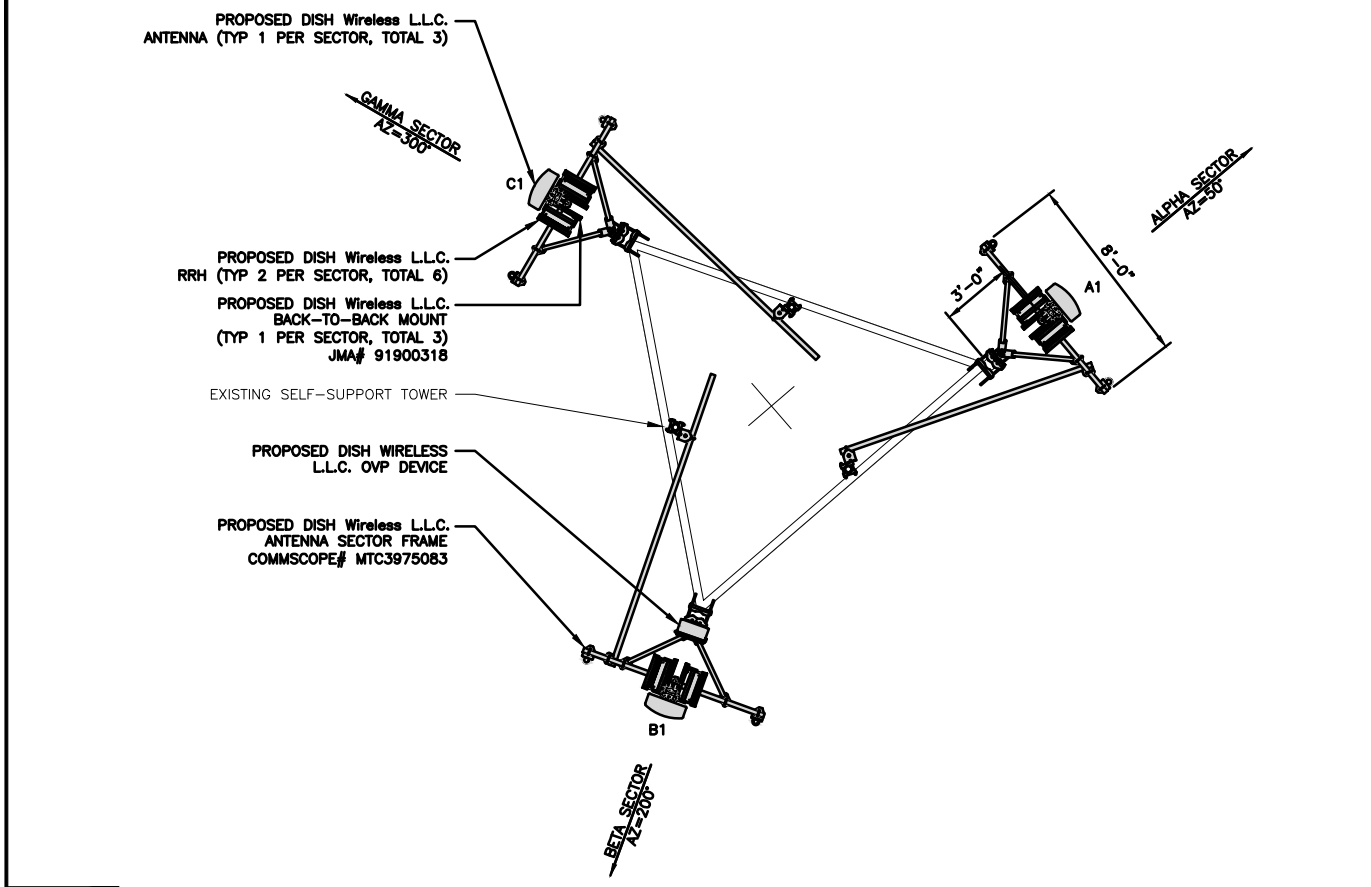 PROPOSED DISH Wireless L.L.C.
ANTENNA (TYP 1 PER SECTOR, TOTAL 3)
GAMMA SECTOR
AZ=300°
C1
ALPHA SECTOR
AZ=50°
8'-0"
3'-0"
A1
PROPOSED DISH Wireless L.L.C.
RRH (TYP 2 PER SECTOR, TOTAL 6)
PROPOSED DISH Wireless L.L.C.
BACK-TO-BACK MOUNT
(TYP 1 PER SECTOR, TOTAL 3)
JMA# 91900318
EXISTING SELF-SUPPORT TOWER
PROPOSED DISH WIRELESS
L.L.C. OVP DEVICE
PROPOSED DISH Wireless L.L.C.
ANTENNA SECTOR FRAME
COMMSCOPE# MTC3975083
B1
BETA SECTOR
AZ=200°